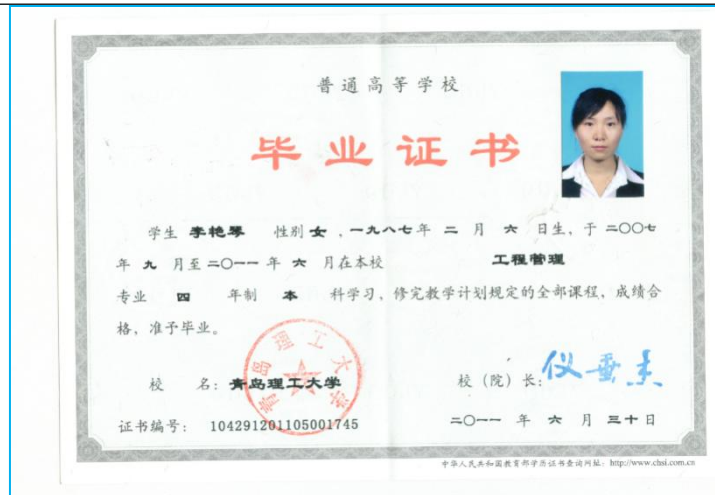 普通高等学校
毕业证书
学生 李艳琴 性别 女 ，一九八七年 二 月 六 日生，于 二〇〇七
年 九 月至 二〇一一 年 六 月在本校 工程管理
专业 四 年制 本 科学习，修完教学计划规定的全部课程，成绩合
格，准予毕业。
校 名：青岛理工大学
校（院）长：仪垂杰
青岛理工大学
证书编号： 104291201105001745
二〇一一 年 六 月 三十日
中华人民共和国教育部学历证书查询网址：http://www.chsi.com.cn